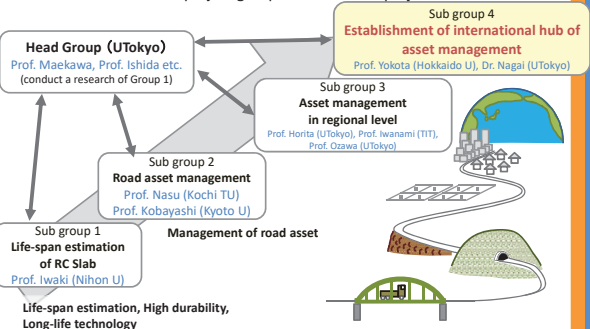 Sub group 4
Establishment of international hub of
asset management
Prof. Yokota (Hokkaido U), Dr. Nagai (UTokyo)
Head Group (UTokyo)
Prof. Maekawa, Prof. Ishida etc.
(conduct a research of Group 1)
Sub group 3
Asset management
in regional level
Prof. Horita (UTokyo), Prof. Iwanami (TIT),
Prof. Ozawa (UTokyo)
Sub group 2
Road asset management
Prof. Nasu (Kochi TU)
Prof. Kobayashi (Kyoto U)
Management of road asset
Sub group 1
Life-span estimation
of RC Slab
Prof. Iwaki (Nihon U)
Life-span estimation, High durability,
Long-life technology